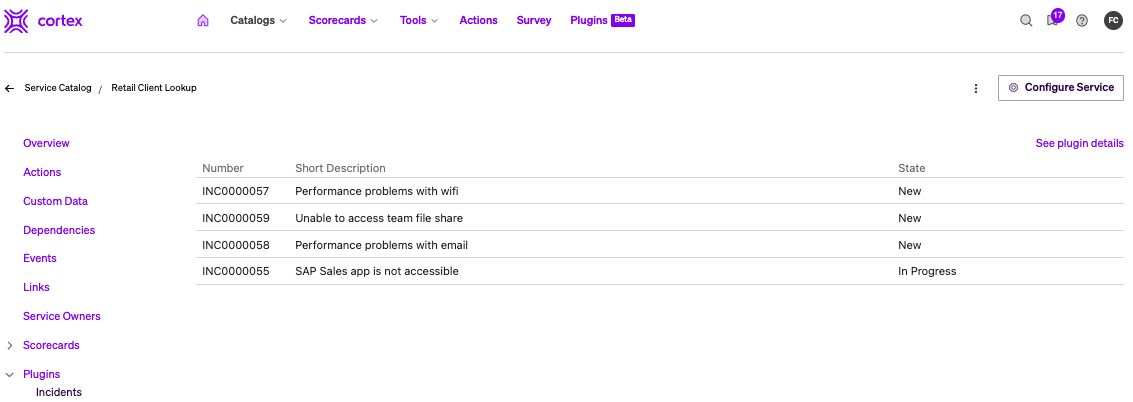 cortex Catalogs Scorecards Tools Actions Survey Plugins Beta 17 FC
Service Catalog / Retail Client Lookup Configure Service
Overview See plugin details
Number Short Description State
Actions
INC0000057 Performance problems with wifi New
Custom Data
INC0000059 Unable to access team file share New
Dependencies
INC0000058 Performance problems with email New
Events
INC0000055 SAP Sales app is not accessible In Progress
Links
Service Owners
Scorecards
Plugins
Incidents